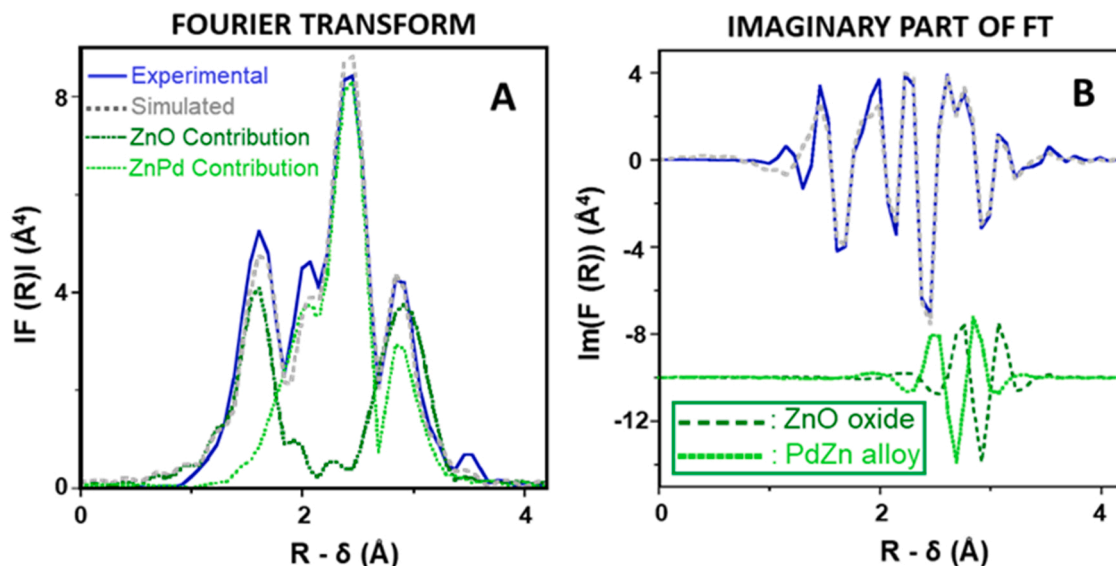 FOURIER TRANSFORM
8
4
0
0
2
4
IF (R)I (Å⁴)
R - δ (Å)
A
Experimental
Simulated
ZnO Contribution
ZnPd Contribution
IMAGINARY PART OF FT
4
0
-4
-8
-12
0
2
4
Im(F (R)) (Å⁴)
R - δ (Å)
B
: ZnO oxide
: PdZn alloy